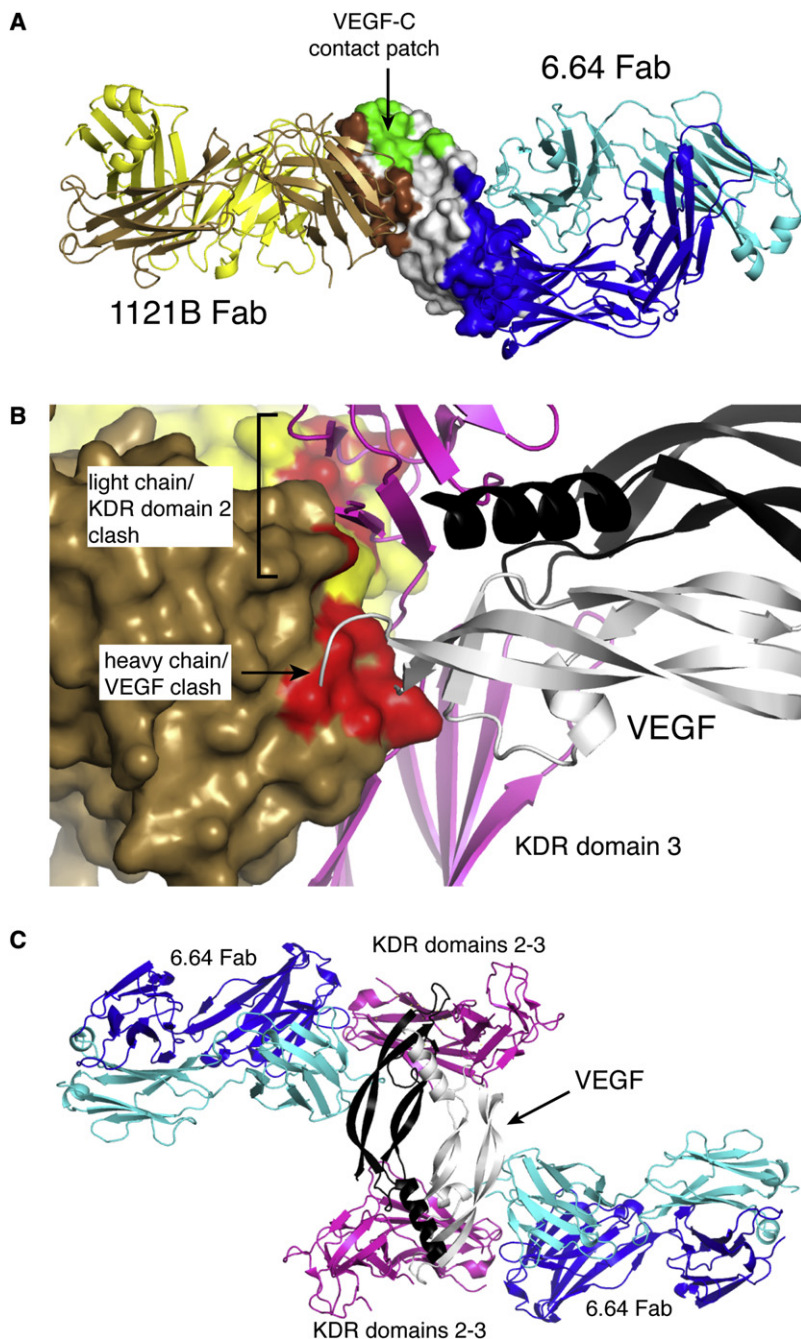 A
VEGF-C
contact patch
6.64 Fab
1121B Fab
B
light chain/
KDR domain 2
clash
heavy chain/
VEGF clash
VEGF
KDR domain 3
C
6.64 Fab
KDR domains 2-3
VEGF
6.64 Fab
KDR domains 2-3